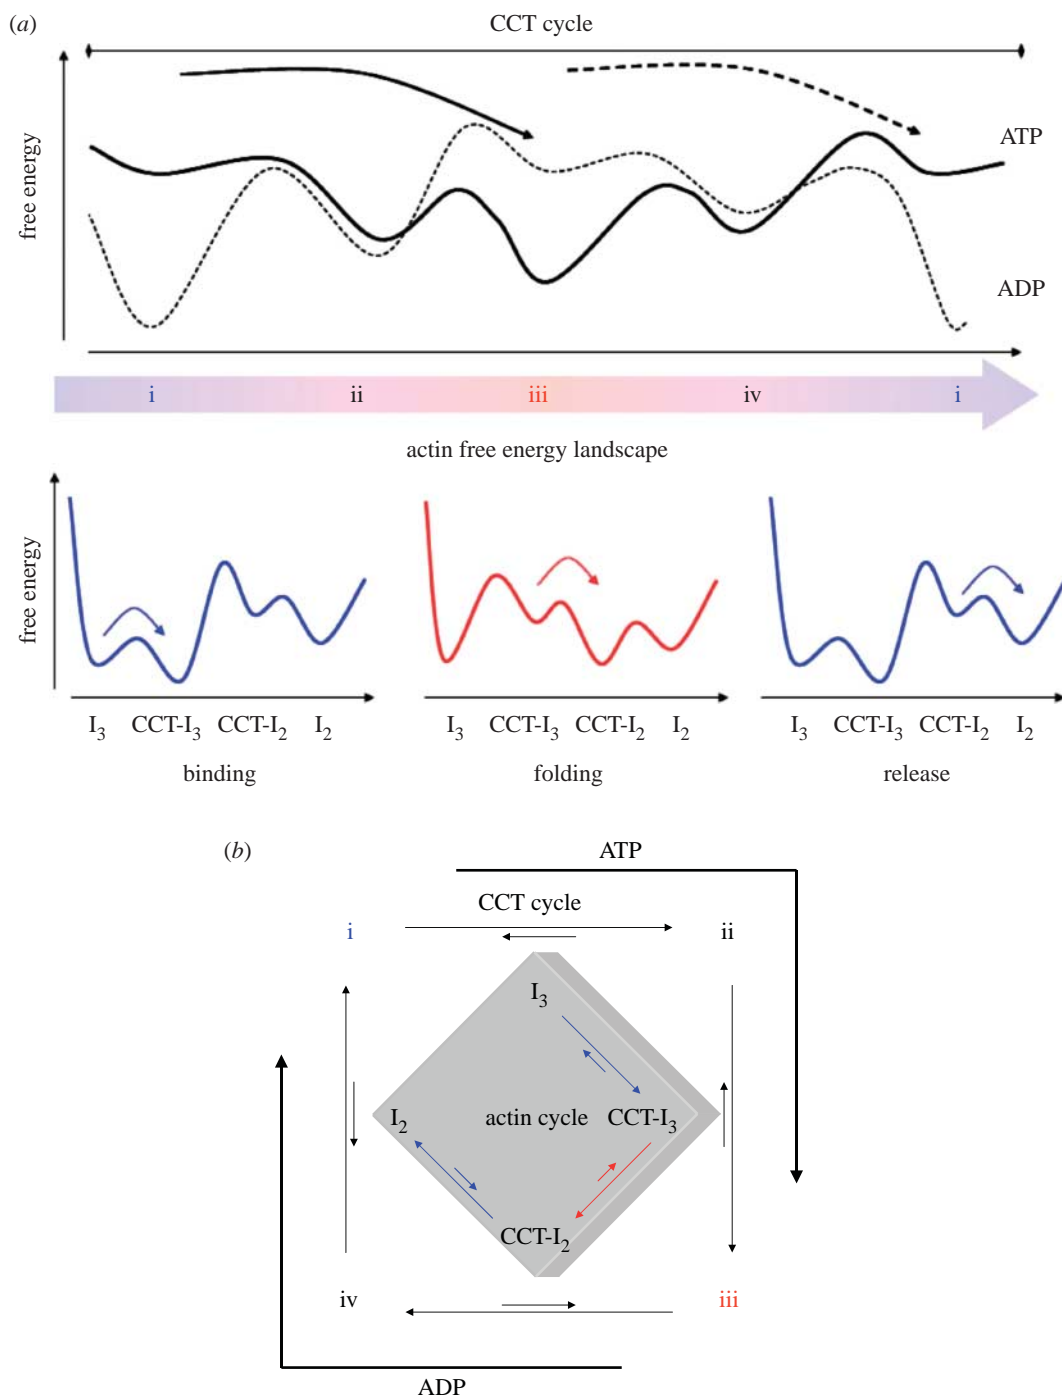 (a)
CCT cycle
free energy
ATP
ADP
i ii iii iv i
actin free energy landscape
free energy
I₃ CCT-I₃ CCT-I₂ I₂
I₃ CCT-I₃ CCT-I₂ I₂
I₃ CCT-I₃ CCT-I₂ I₂
binding folding release
(b)
ATP
CCT cycle
i ii
I₃
I₂ actin cycle CCT-I₃
CCT-I₂
iv iii
ADP